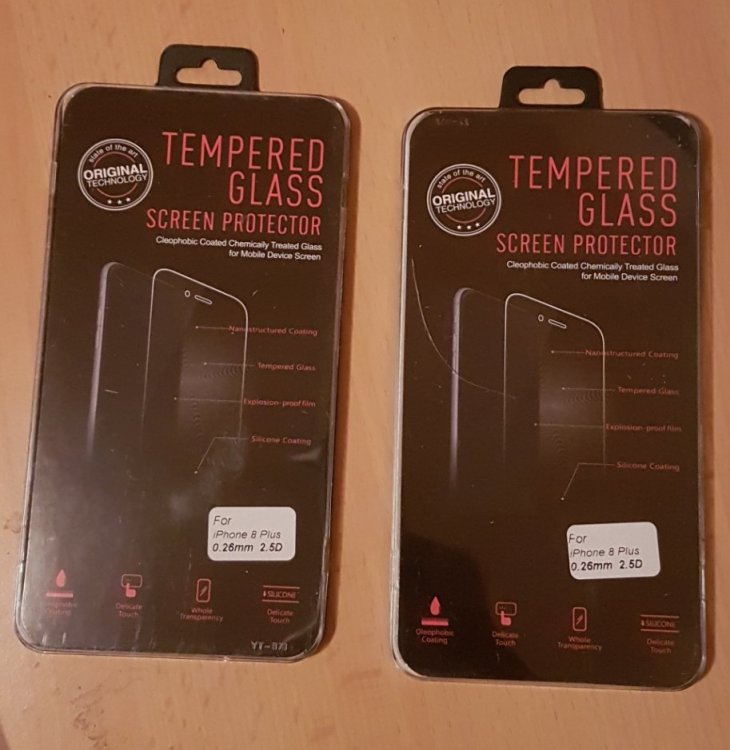 state of the art
ORIGINAL
TECHNOLOGY
TEMPERED
GLASS
SCREEN PROTECTOR
Cleophobic Coated Chemically Treated Glass
for Mobile Device Screen
Nanostructured Coating
Tempered Glass
Explosion-proof film
Silicone Coating
For
iPhone 8 Plus
0.26mm 2.5D
Coating
Delicate
Touch
Whole
Transparency
SILICONE
Delicate
Touch
state of the art
ORIGINAL
TECHNOLOGY
TEMPERED
GLASS
SCREEN PROTECTOR
Cleophobic Coated Chemically Treated Glass
for Mobile Device Screen
Nanostructured Coating
Tempered Glass
Explosion-proof film
Silicone Coating
For
iPhone 8 Plus
0.26mm 2.5D
Oleophobic
Coating
Delicate
Touch
Whole
Transparency
SILICONE
Delicate
Touch